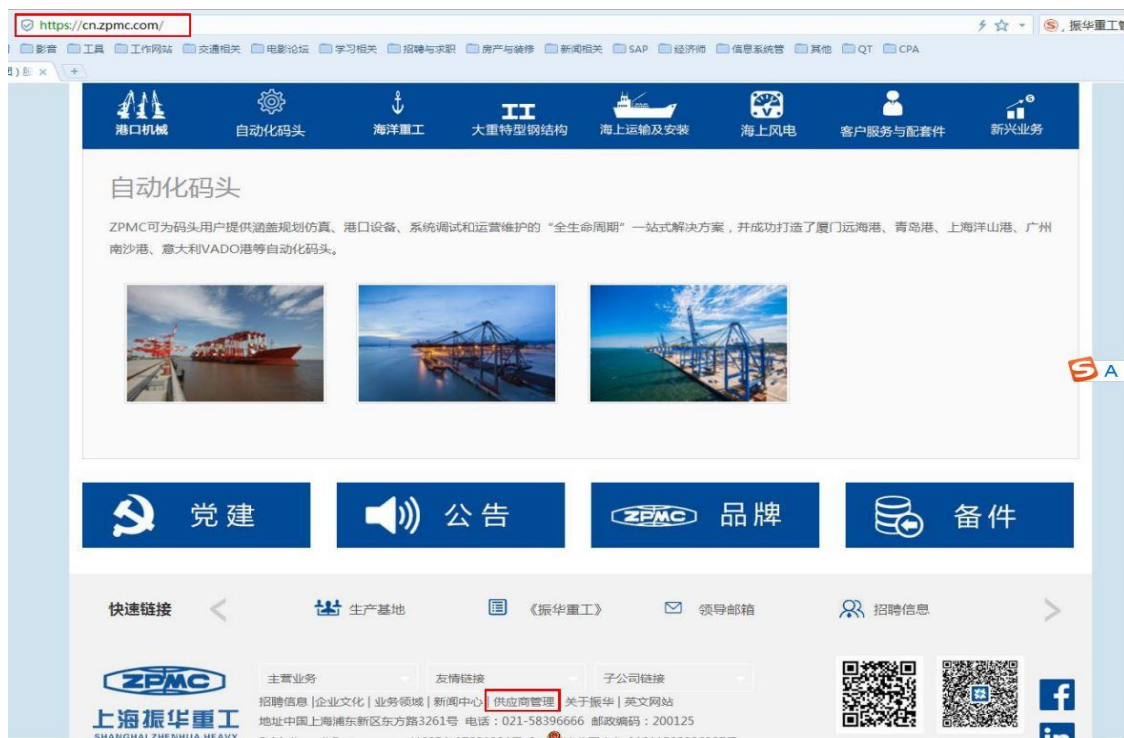 https://cn.zpmc.com/
振华重工
影音 工具 工作网站 交通相关 电影论坛 学习相关 招聘与求职 房产与装修 新闻相关 SAP 经济师 信息系统管 其他 QT CPA
港口机械 自动化码头 海洋重工 大重特型钢结构 海上运输及安装 海上风电 客户服务与配套件 新兴业务
自动化码头
ZPMC可为码头用户提供涵盖规划仿真、港口设备、系统调试和运营维护的“全生命周期”一站式解决方案，并成功打造了厦门远海港、青岛港、上海洋山港、广州
南沙港、意大利VADO港等自动化码头。
S A
党建 公告 ZPMC 品牌 备件
快速链接 生产基地 《振华重工》 领导邮箱 招聘信息
ZPMC 主营业务 友情链接 子公司链接
招聘信息 |企业文化 | 业务领域 | 新闻中心 | 供应商管理 | 关于振华 | 英文网站
上海振华重工 地址中国上海浦东新区东方路3261号 电话：021-58396666 邮政编码：200125
SHANGHAI ZHENHUA HEAVY
f
in